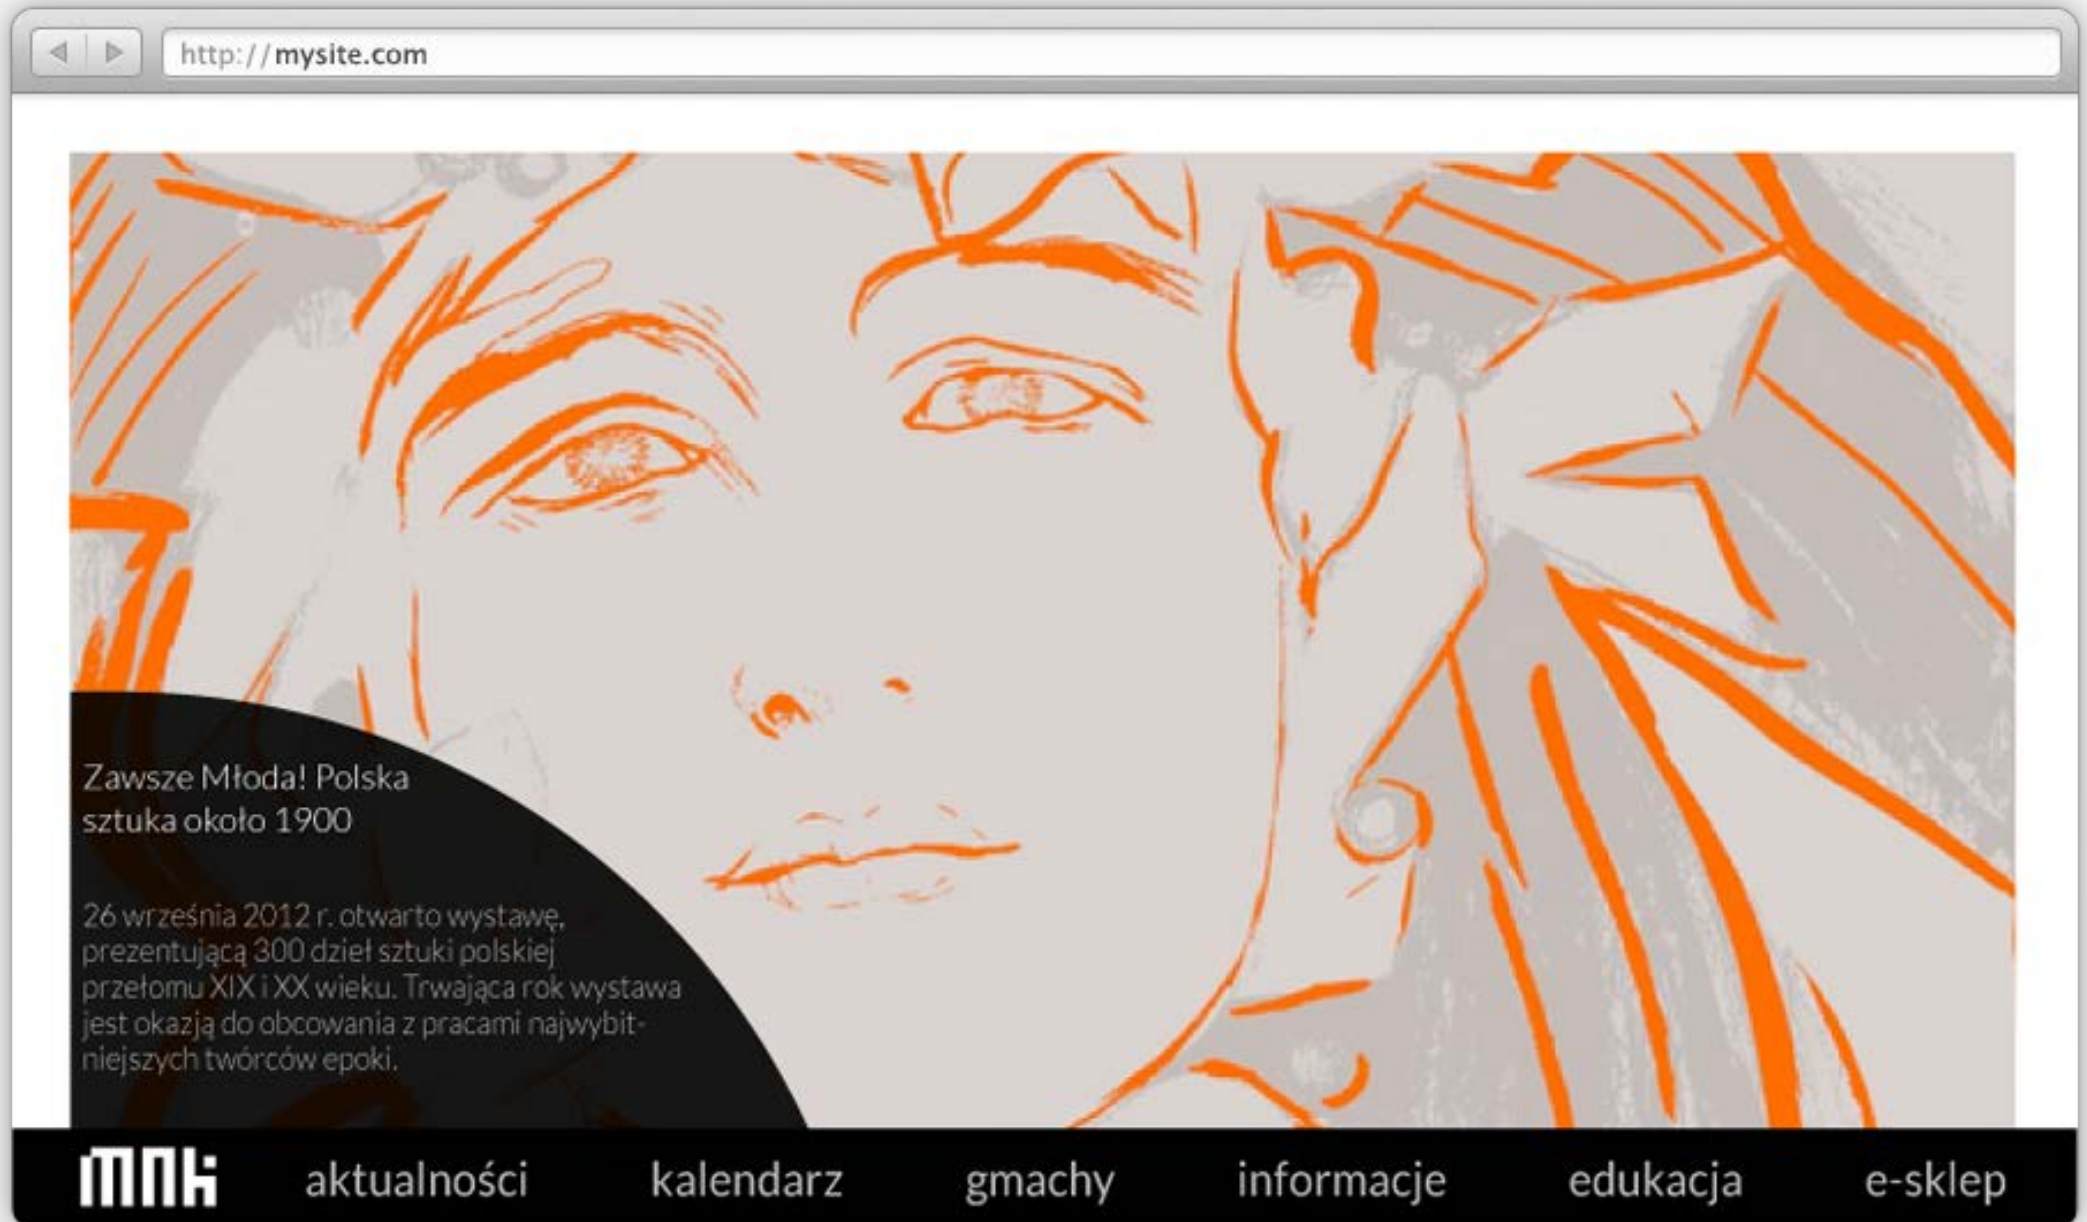 http://mysite.com
Zawsze Młoda! Polska
sztuka około 1900
26 września 2012 r. otwarto wystawę,
prezentującą 300 dzieł sztuki polskiej
przełomu XIX i XX wieku. Trwająca rok wystawa
jest okazją do obcowania z pracami najwybit-
niejszych twórców epoki.
mnk aktualności kalendarz gmachy informacje edukacja e-sklep